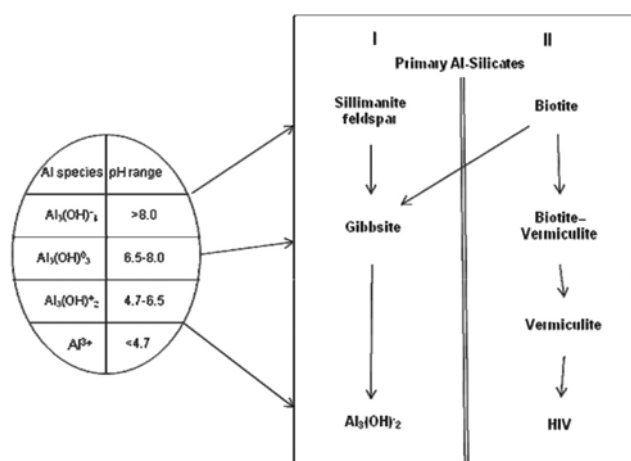 I II
Primary Al-Silicates
Sillimanite
feldspar
Biotite
Al species pH range
Al₃(OH)⁻₄ >8.0
Al₃(OH)⁰₃ 6.5-8.0
Al₃(OH)⁺₂ 4.7-6.5
Al³⁺ <4.7
Gibbsite
Biotite–
Vermiculite
Vermiculite
Al₃(OH)⁻₂
HIV